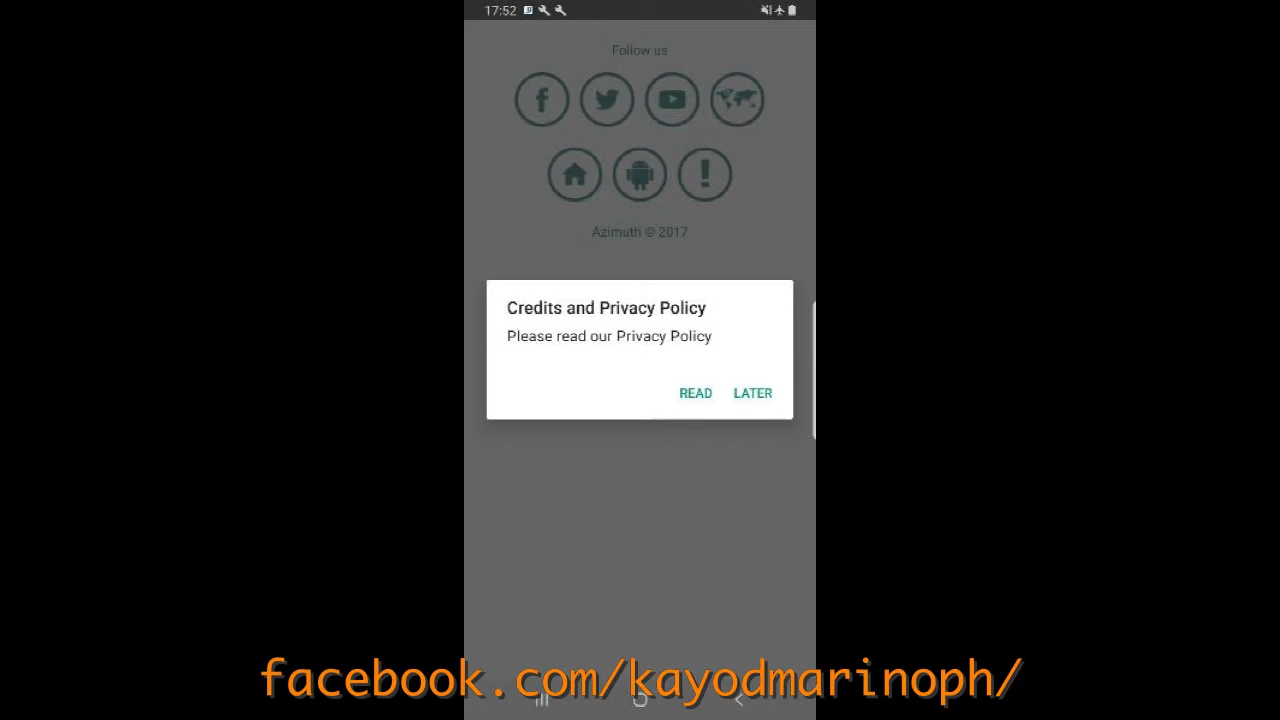 17:52
Follow us
Azimuth © 2017
Credits and Privacy Policy
Please read our Privacy Policy
READ LATER
facebook.com/kayodmarinoph/